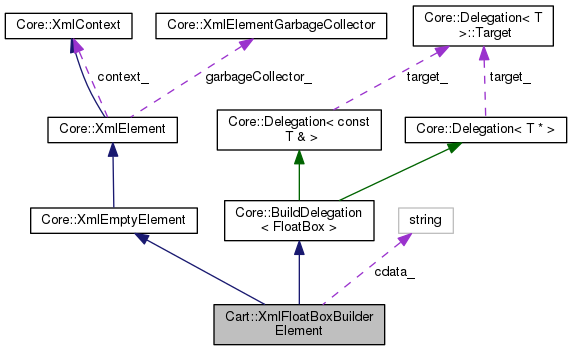 Core::XmlContext
Core::XmlElementGarbageCollector
Core::Delegation< T
>::Target
context_
garbageCollector_
target_
target_
Core::XmlElement
Core::Delegation< const
T & >
Core::Delegation< T * >
Core::XmlEmptyElement
Core::BuildDelegation
< FloatBox >
string
cdata_
Cart::XmlFloatBoxBuilder
Element